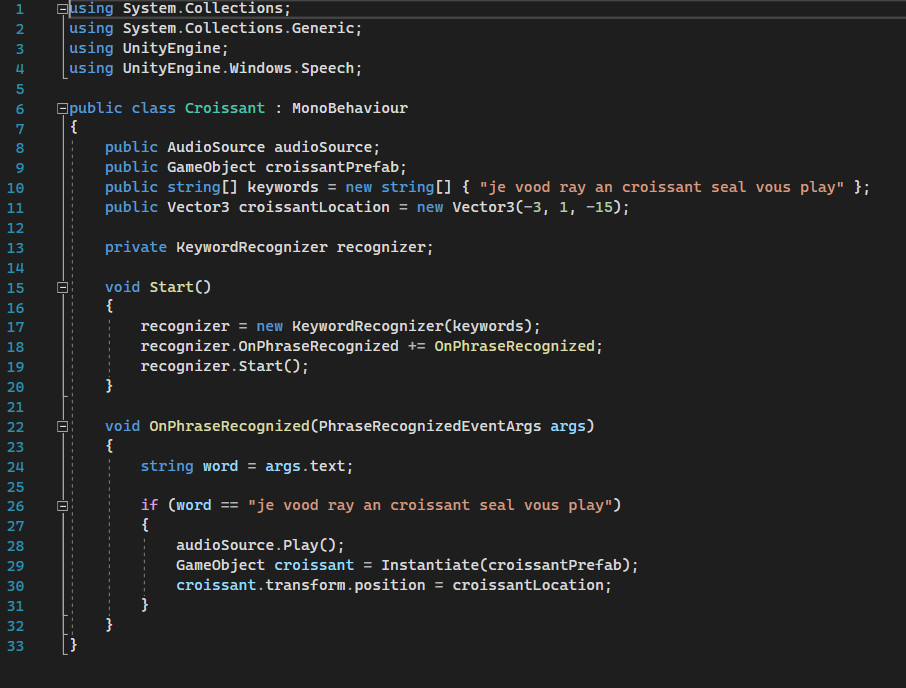 1 using System.Collections;
2 using System.Collections.Generic;
3 using UnityEngine;
4 using UnityEngine.Windows.Speech;
5
6 public class Croissant : MonoBehaviour
7 {
8     public AudioSource audioSource;
9     public GameObject croissantPrefab;
10     public string[] keywords = new string[] { "je vood ray an croissant seal vous play" };
11     public Vector3 croissantLocation = new Vector3(-3, 1, -15);
12
13     private KeywordRecognizer recognizer;
14
15     void Start()
16     {
17         recognizer = new KeywordRecognizer(keywords);
18         recognizer.OnPhraseRecognized += OnPhraseRecognized;
19         recognizer.Start();
20     }
21
22     void OnPhraseRecognized(PhraseRecognizedEventArgs args)
23     {
24         string word = args.text;
25
26         if (word == "je vood ray an croissant seal vous play")
27         {
28             audioSource.Play();
29             GameObject croissant = Instantiate(croissantPrefab);
30             croissant.transform.position = croissantLocation;
31         }
32     }
33 }